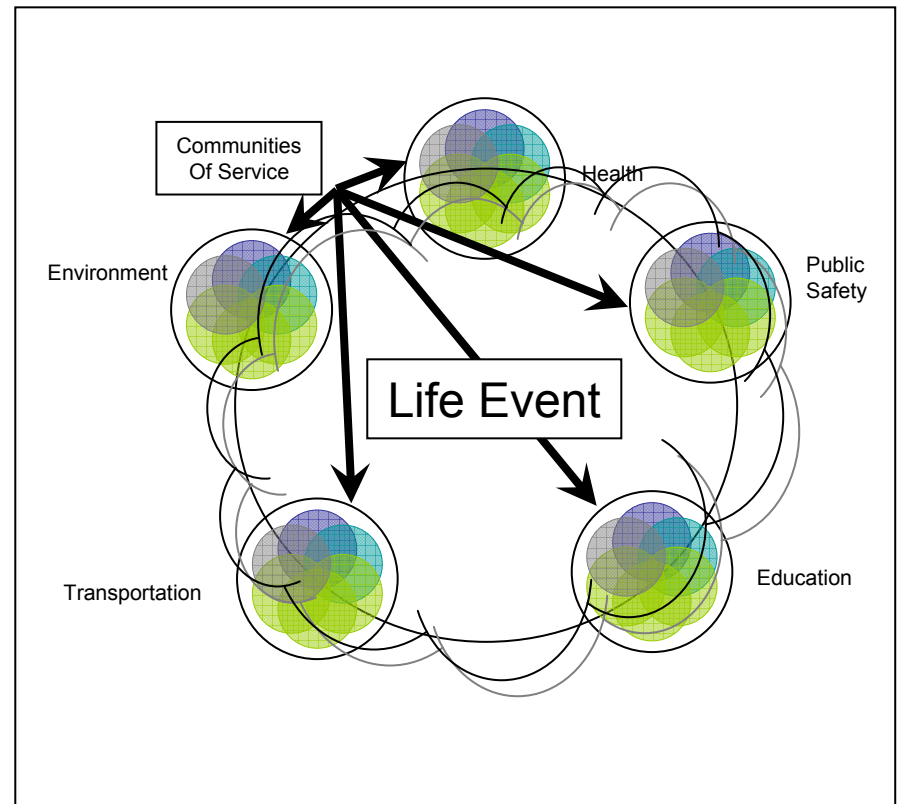 Communities
Of Service
Health
Environment
Public
Safety
Life Event
Transportation
Education